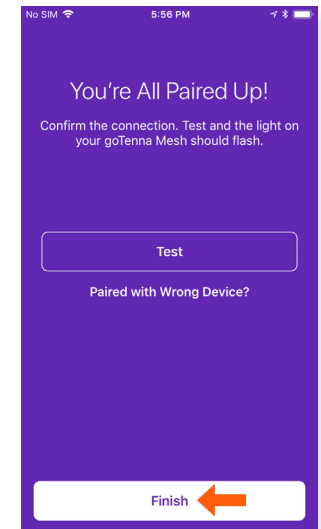 No SIM 5:56 PM
You're All Paired Up!
Confirm the connection. Test and the light on
your goTenna Mesh should flash.
Test
Paired with Wrong Device?
Finish